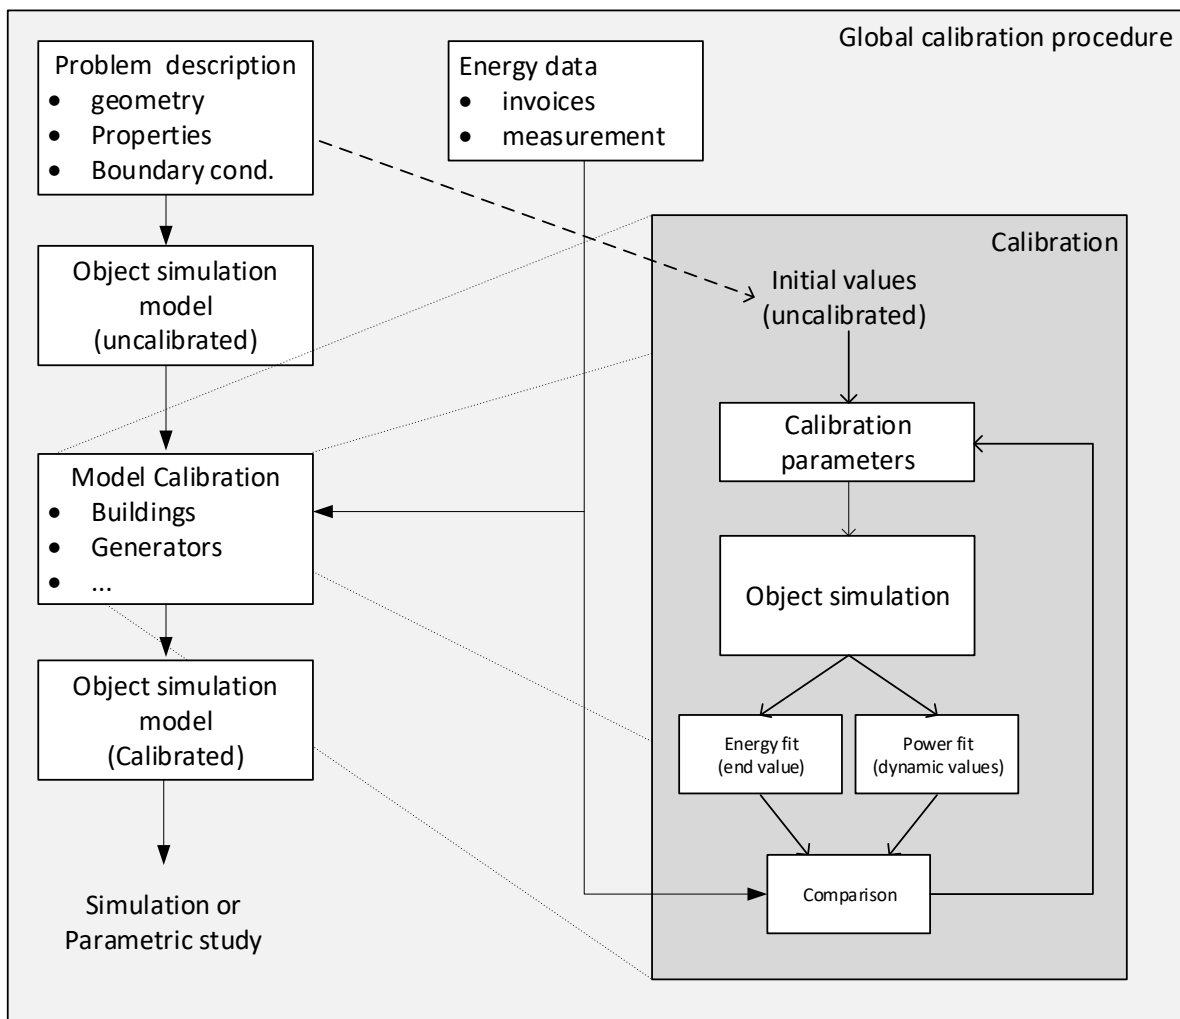 Global calibration procedure
Problem description
• geometry
• Properties
• Boundary cond.
Energy data
• invoices
• measurement
Object simulation
model
(uncalibrated)
Model Calibration
• Buildings
• Generators
• ...
Object simulation
model
(Calibrated)
Simulation or
Parametric study
Calibration
Initial values
(uncalibrated)
Calibration
parameters
Object simulation
Energy fit
(end value)
Power fit
(dynamic values)
Comparison